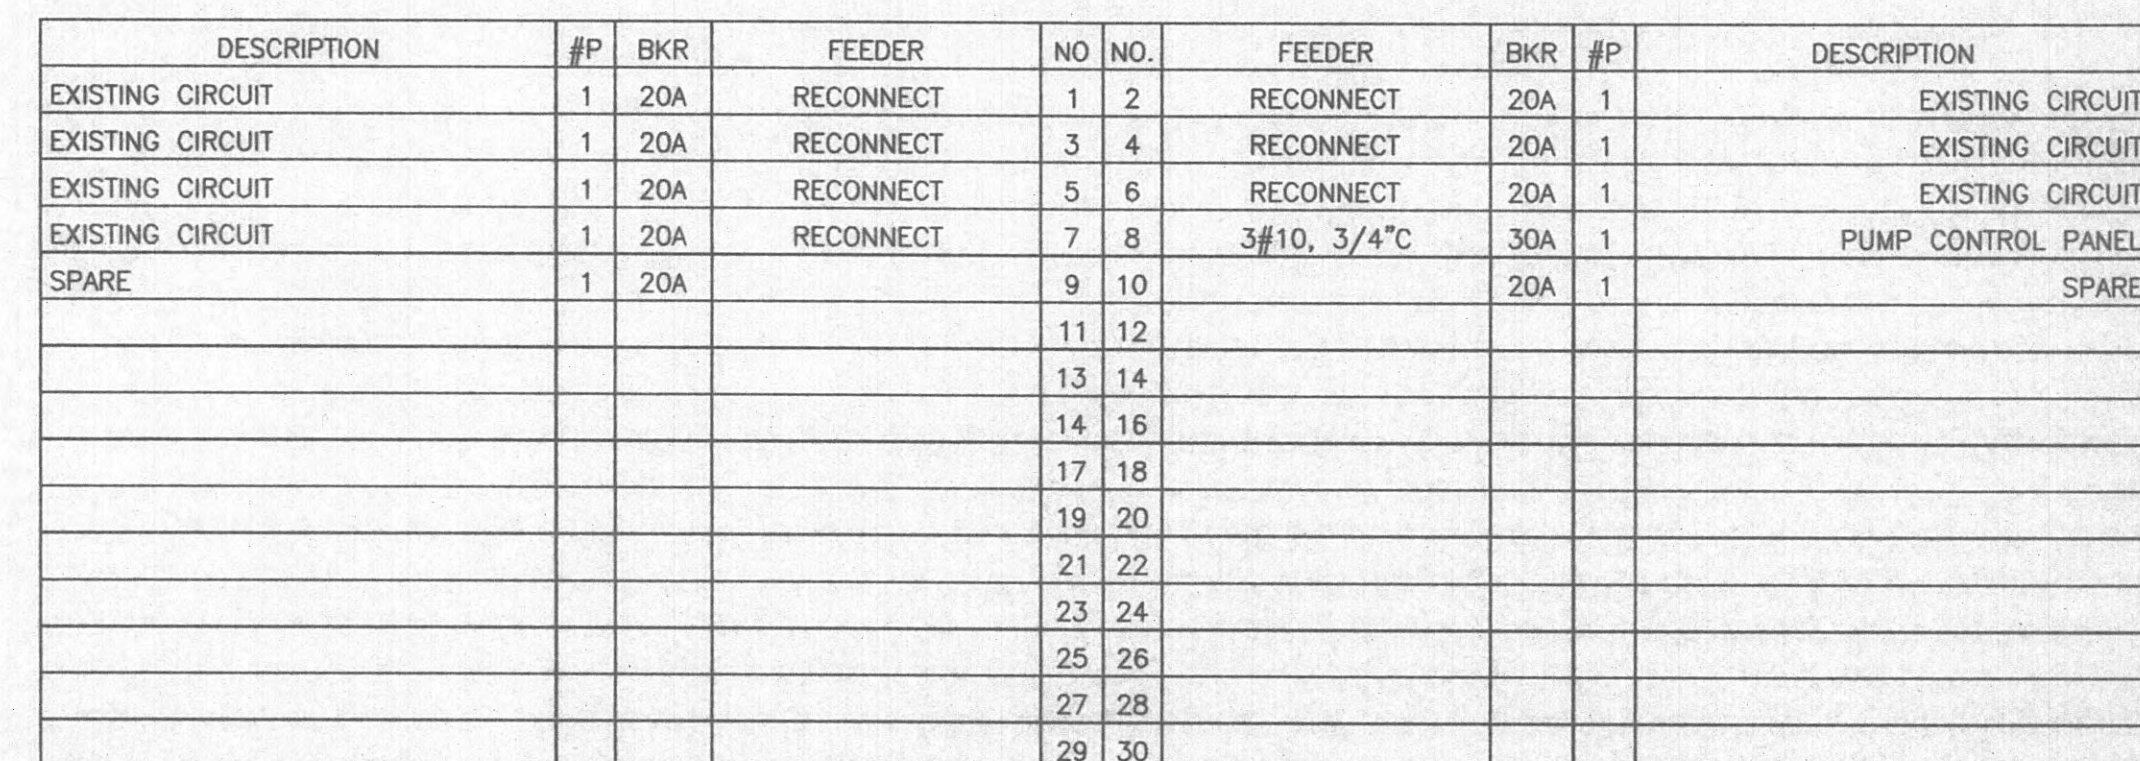 DESCRIPTION #P BKR FEEDER NO NO. FEEDER BKR #P DESCRIPTION
EXISTING CIRCUIT 1 20A RECONNECT 1 2 RECONNECT 20A 1 EXISTING CIRCUIT
EXISTING CIRCUIT 1 20A RECONNECT 3 4 RECONNECT 20A 1 EXISTING CIRCUIT
EXISTING CIRCUIT 1 20A RECONNECT 5 6 RECONNECT 20A 1 EXISTING CIRCUIT
EXISTING CIRCUIT 1 20A RECONNECT 7 8 3#10, 3/4"C 30A 1 PUMP CONTROL PANEL
SPARE 1 20A 9 10 20A 1 SPARE
11 12
13 14
14 16
17 18
19 20
21 22
23 24
25 26
27 28
29 30